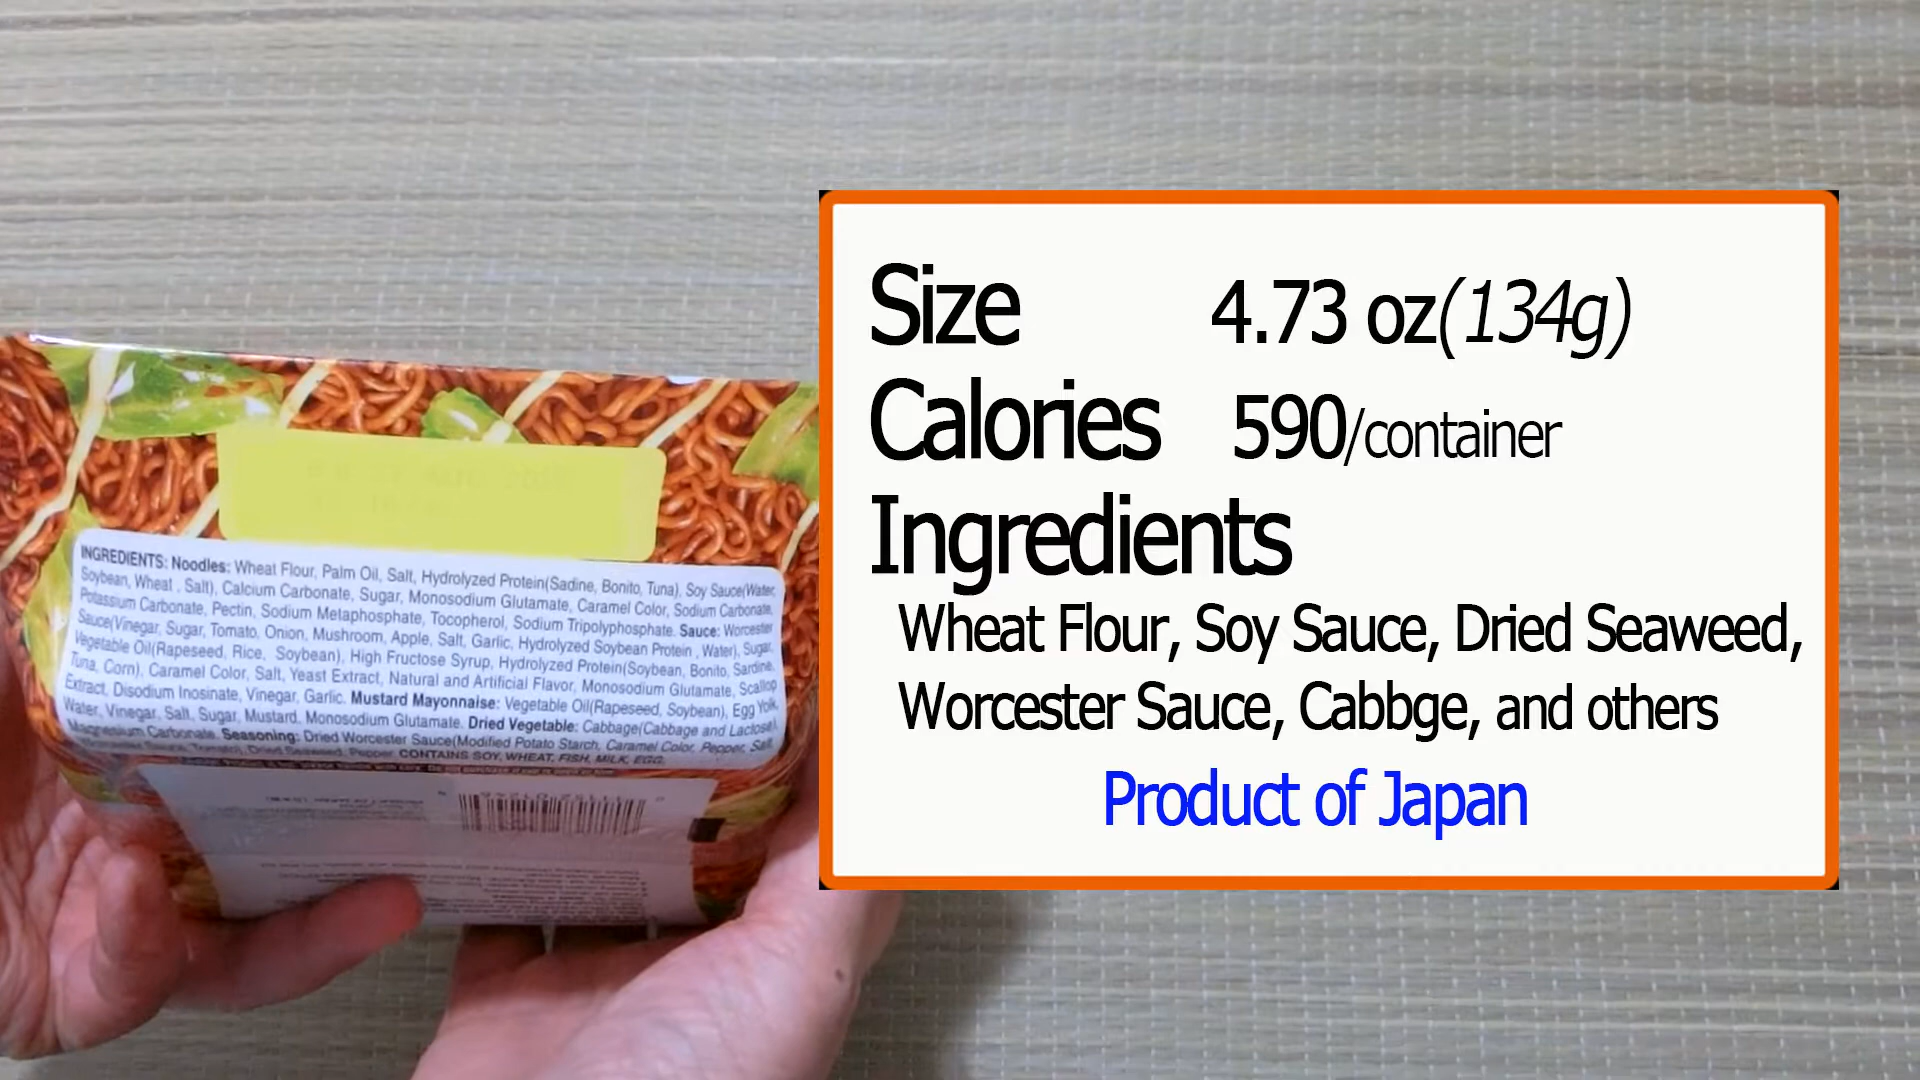 INGREDIENTS: Noodles: Wheat Flour, Palm Oil, Salt, Hydrolyzed Protein(Sadine, Bonito, Tuna), Soy Sauce(Water,
Soybean, Wheat , Salt), Calcium Carbonate, Sugar, Monosodium Glutamate, Caramel Color, Sodium Carbonate,
Potassium Carbonate, Pectin, Sodium Metaphosphate, Tocopherol, Sodium Tripolyphosphate. Sauce: Worcester
Sauce(Vinegar, Sugar, Tomato, Onion, Mushroom, Apple, Salt, Garlic, Hydrolyzed Soybean Protein , Water), Sugar,
Vegetable Oil(Rapeseed, Rice, Soybean), High Fructose Syrup, Hydrolyzed Protein(Soybean, Bonito, Sardine,
Tuna, Corn), Caramel Color, Salt, Yeast Extract, Natural and Artificial Flavor, Monosodium Glutamate, Scallop
Extract, Disodium Inosinate, Vinegar, Garlic. Mustard Mayonnaise: Vegetable Oil(Rapeseed, Soybean), Egg Yolk,
Water, Vinegar, Salt, Sugar, Mustard, Monosodium Glutamate. Dried Vegetable: Cabbage(Cabbage and Lactose),
Magnesium Carbonate. Seasoning: Dried Worcester Sauce(Modified Potato Starch, Caramel Color, Pepper, Salt,
Dried Seaweed, Pepper. CONTAINS SOY, WHEAT, FISH, MILK, EGG.
Size 4.73 oz(134g)
Calories 590/container
Ingredients
Wheat Flour, Soy Sauce, Dried Seaweed,
Worcester Sauce, Cabbge, and others
Product of Japan